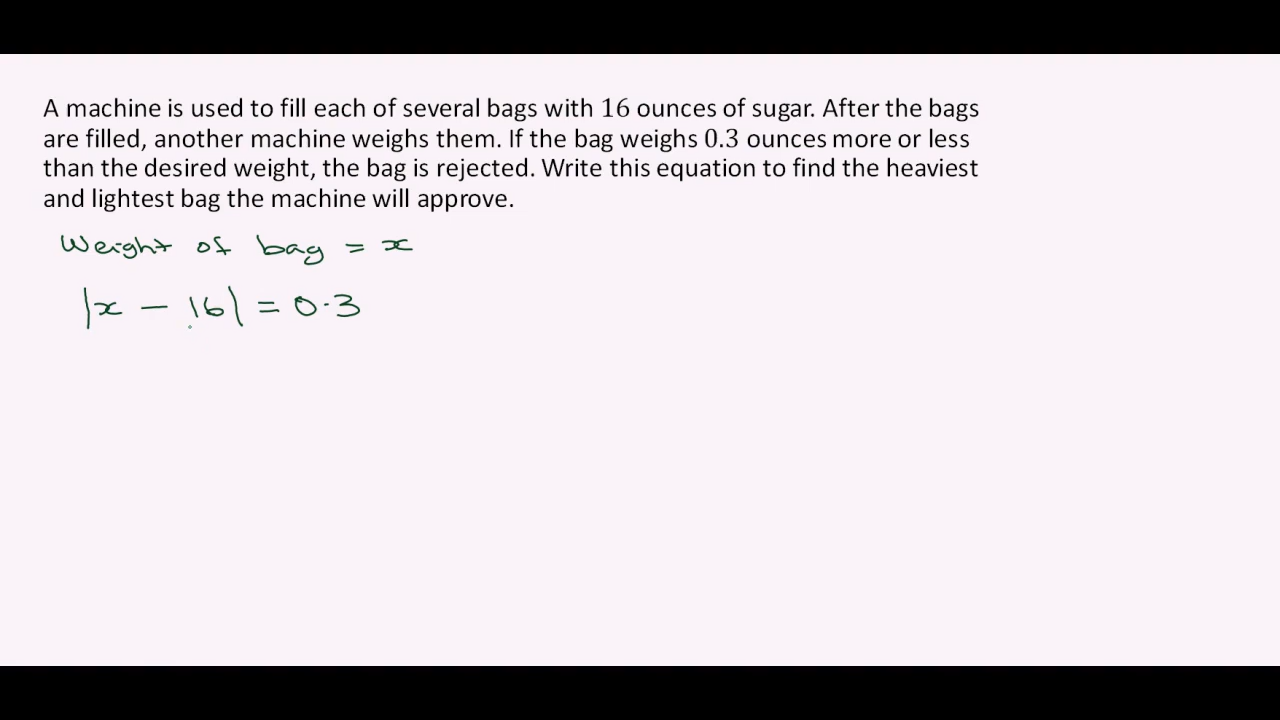 A machine is used to fill each of several bags with 16 ounces of sugar. After the bags
are filled, another machine weighs them. If the bag weighs 0.3 ounces more or less
than the desired weight, the bag is rejected. Write this equation to find the heaviest
and lightest bag the machine will approve.
Weight of bag = x
|x - 16| = 0.3